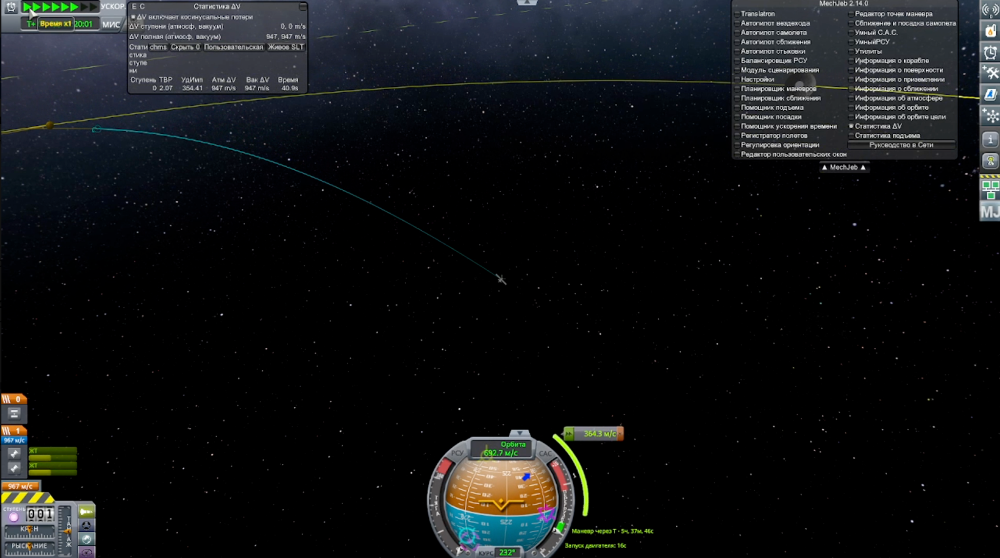 УСКОР.
T+ Время x1 20:01 МИС
E C Статистика ΔV
ΔV включает косинусальные потери
ΔV ступени (атмосф, вакуум) 0, 0 m/s
ΔV полная (атмосф, вакуум) 947, 947 m/s
Стати dhms Скрыть 0 Пользовательская Живое SLT
стика
ступе
ни
Ступень ТВР УдИмп Атм ΔV Вак ΔV Время
0 2.07 354.41 947 m/s 947 m/s 40.9s
MechJeb 2.14.0
Translatron
Автопилот вездехода
Автопилот самолета
Автопилот сближения
Автопилот стыковки
Балансировщик РСУ
Модуль сценарирования
Настройки
Планировщик маневров
Планировщик сближения
Помощник подъема
Помощник посадки
Помощник ускорения времени
Регистратор полетов
Регулировка ориентации
Редактор пользовательских окон
Редактор точек маневра
Сближение и посадка самолета
Умный С.А.С.
УмныйРСУ
Утилиты
Информация о корабле
Информация о поверхности
Информация о приземлении
Информация о сближении
Информация об атмосфере
Информация об орбите
Информация об орбите цели
Статистика ΔV
Статистика подъема
Руководство в Сети
▲ MechJeb ▲
MJ
0
1
967 м/с
ЖТ
ЖТ
967 м/с
СТУПЕНЬ
001
КРЕН
РЫСКАНИЕ
ТАНГАЖ
364.3 м/с
Орбита
692.7 м/с
РСУ
САС
ТЯГА
КУРС 232°
Маневр через T - 5ч, 37м, 46с
Запуск двигателя: 16с